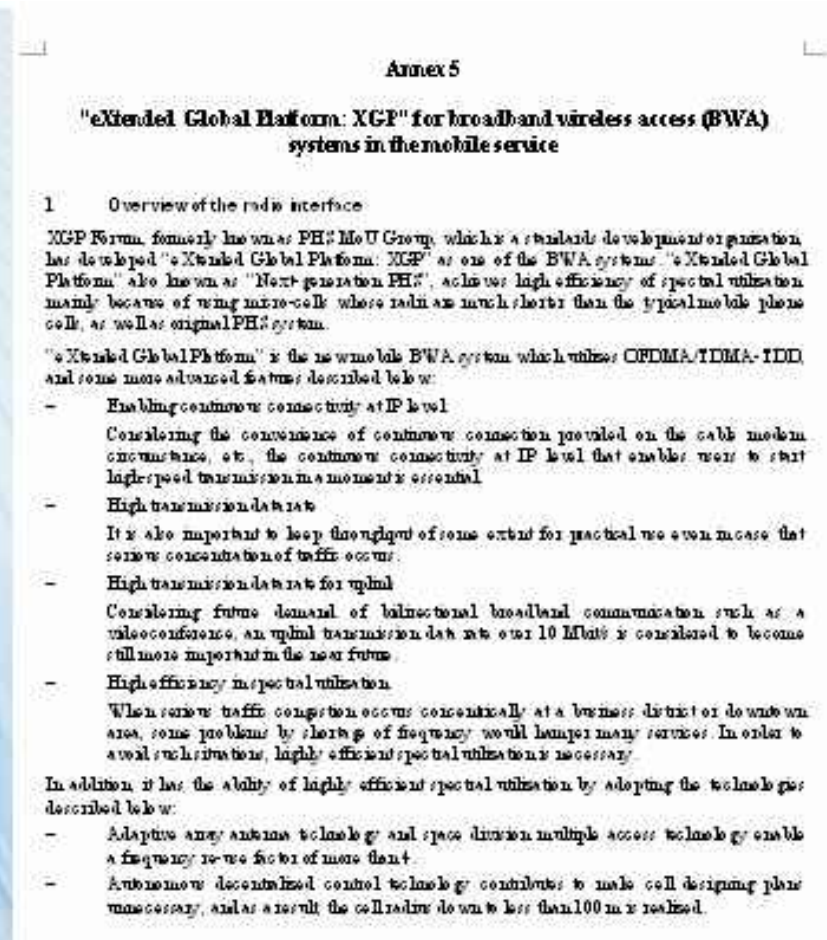 Annex 5
"eXtended Global Platform: XGP" for broadband wireless access (BWA)
systems in the mobile service
1 Overview of the radio interface
XGP Forum, formerly known as PHS MoU Group, which is a standards development organisation,
has developed "eXtended Global Platform: XGP" as one of the BWA systems. "eXtended Global
Platform" also known as "Next-generation PHS", achieves high efficiency of spectral utilisation
mainly because of using micro-cells whose radii are much shorter than the typical mobile phone
cells, as well as original PHS system.
"eXtended Global Platform" is the new mobile BWA system which utilises OFDMA/TDMA-TDD,
and some more advanced features described below:
– Enabling continuous connectivity at IP level
Considering the convenience of continuous connection provided on the cable modem
circumstance, etc., the continuous connectivity at IP level that enables users to start
high-speed transmission in a moment is essential.
– High transmission data rate
It is also important to keep throughput of some extent for practical use even in case that
serious concentration of traffic occurs.
– High transmission data rate for uplink
Considering future demand of bidirectional broadband communication such as a
videoconference, an uplink transmission data rate over 10 Mbit/s is considered to become
still more important in the near future.
– High efficiency in spectral utilisation
When serious traffic congestion occurs concentrically at a business district or downtown
area, some problems by shortage of frequency would hamper many services. In order to
avoid such situations, highly efficient spectral utilisation is necessary.
In addition, it has the ability of highly efficient spectral utilisation by adopting the technologies
described below:
– Adaptive array antenna technology and space division multiple access technology enable
a frequency re-use factor of more than 4.
– Autonomous decentralized control technology contributes to make cell designing plans
unnecessary, and as a result, the cell radius down to less than 100 m is realised.